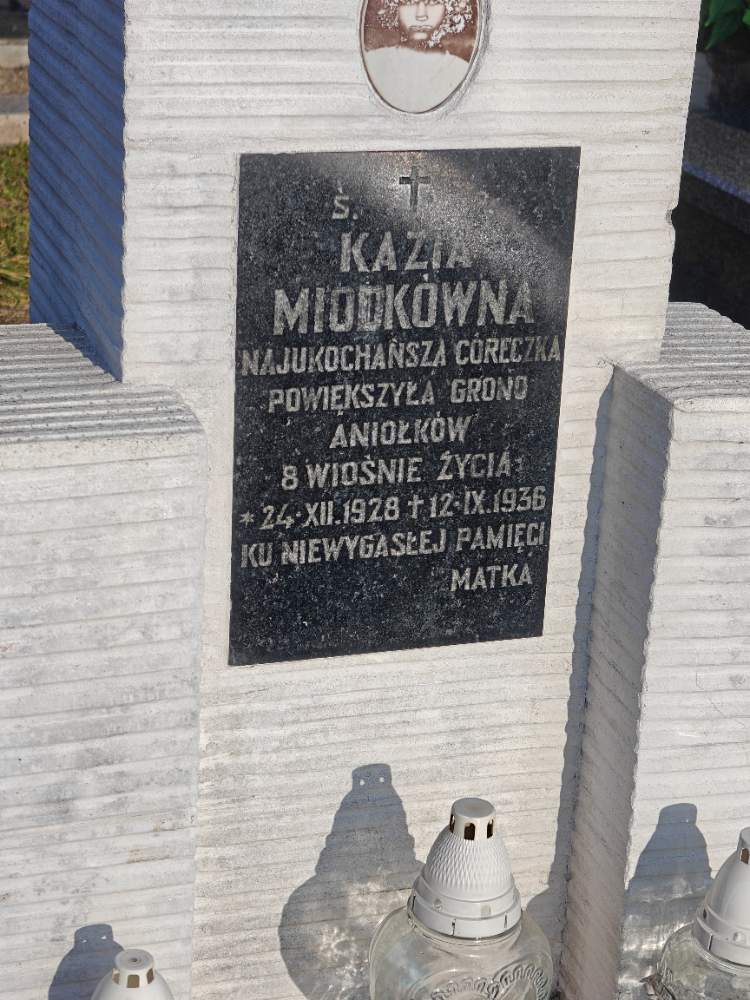 Ś.
KAZIA
MIODKÓWNA
NAJUKOCHAŃSZA CÓRECZKA
POWIĘKSZYŁA GRONO
ANIOŁKÓW
8 WIOŚNIE ŻYCIA
* 24·XII.1928 † 12·IX.1936
KU NIEWYGASŁEJ PAMIĘCI
MATKA